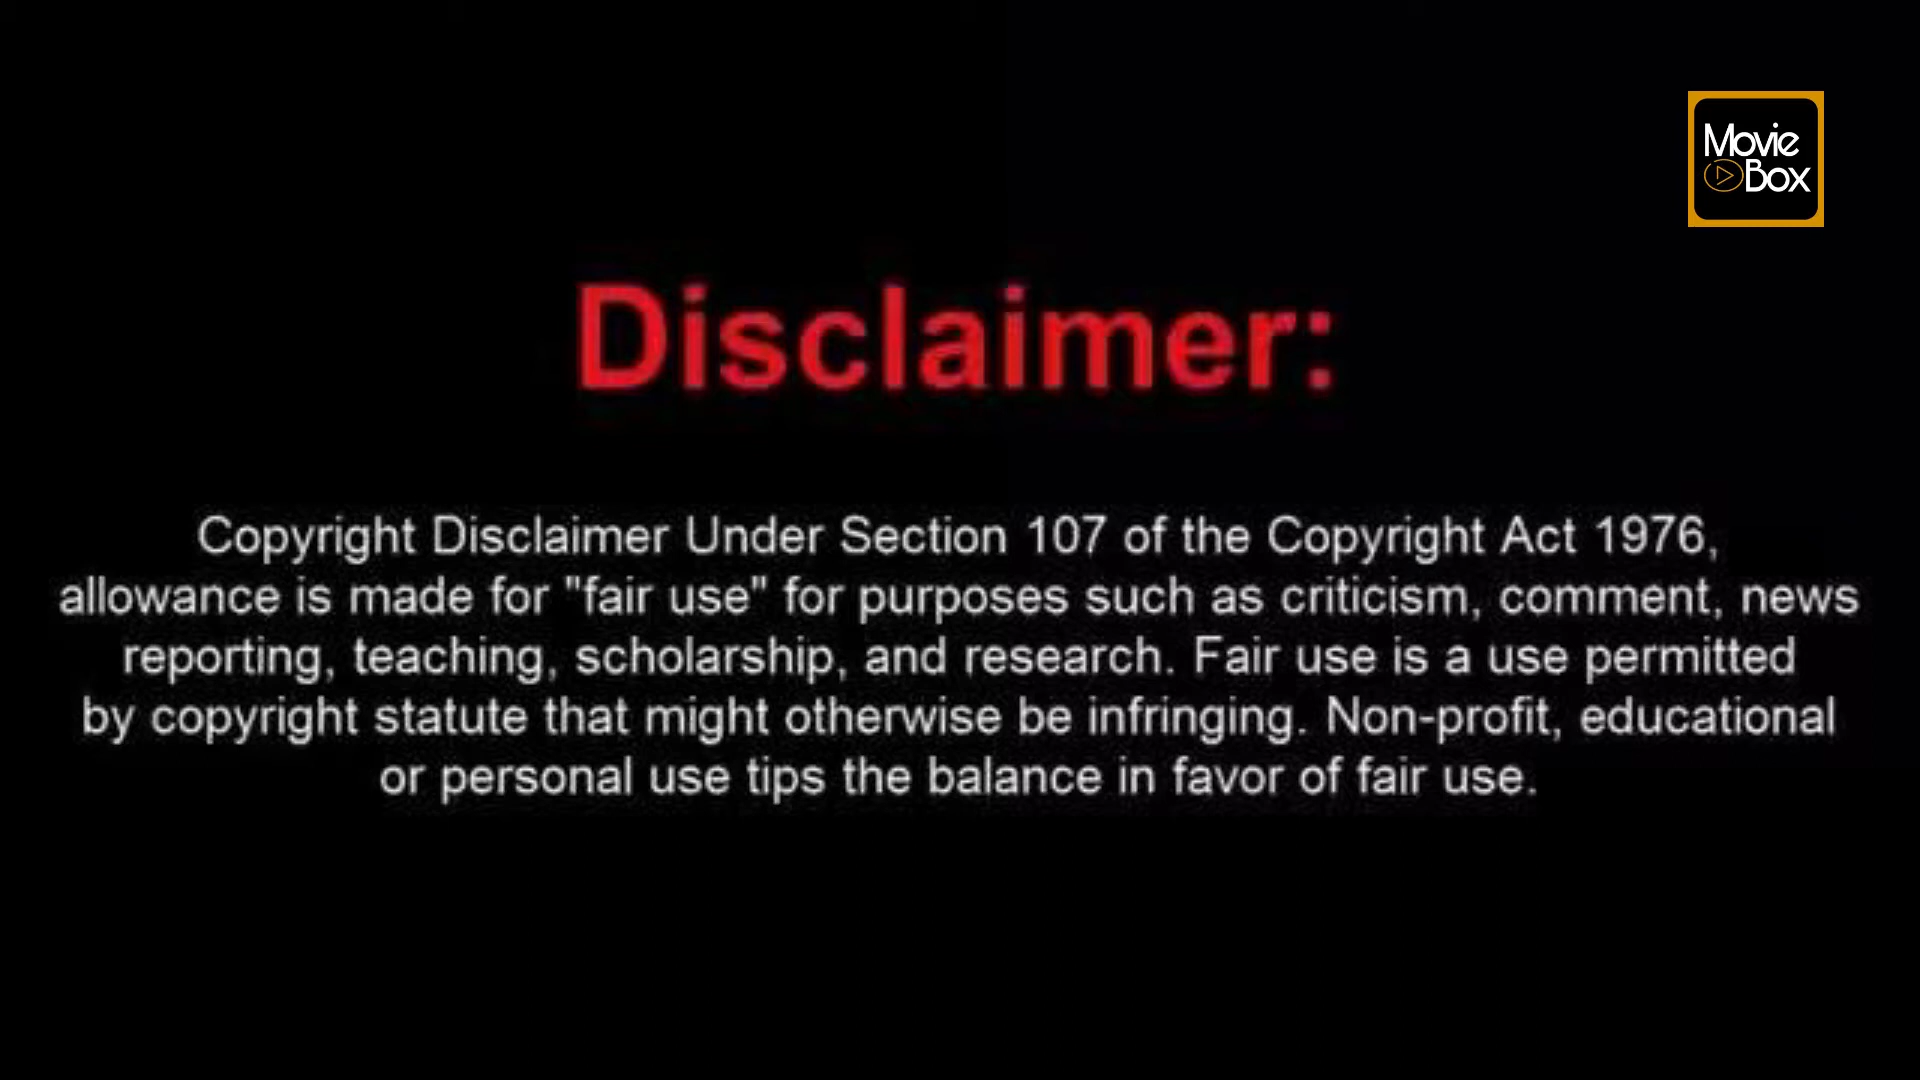 Movie
Box
Disclaimer:
Copyright Disclaimer Under Section 107 of the Copyright Act 1976,
allowance is made for "fair use" for purposes such as criticism, comment, news
reporting, teaching, scholarship, and research. Fair use is a use permitted
by copyright statute that might otherwise be infringing. Non-profit, educational
or personal use tips the balance in favor of fair use.